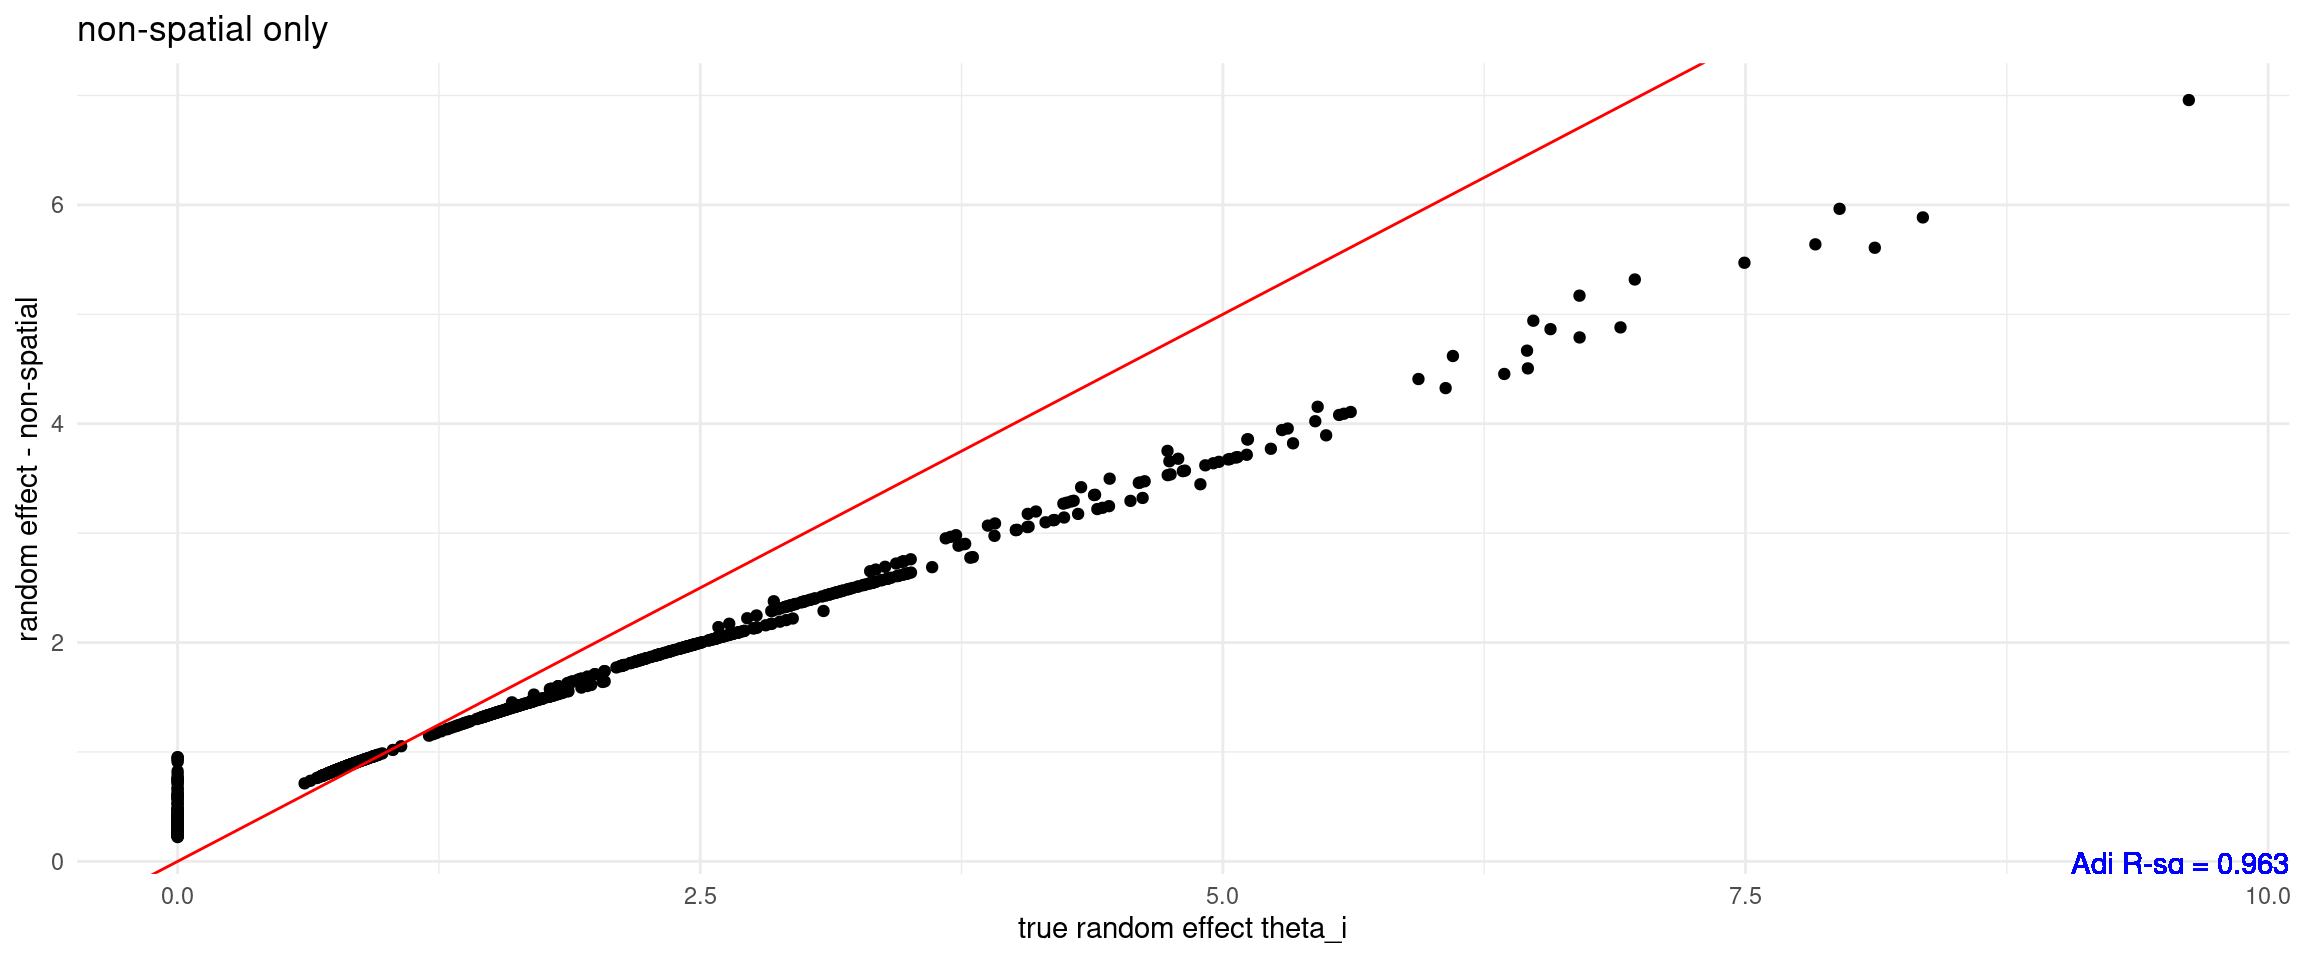 non-spatial only
random effect - non-spatial
6
4
2
0
Adj R-sq = 0.963
0.0 2.5 5.0 7.5 10.0
true random effect theta_i